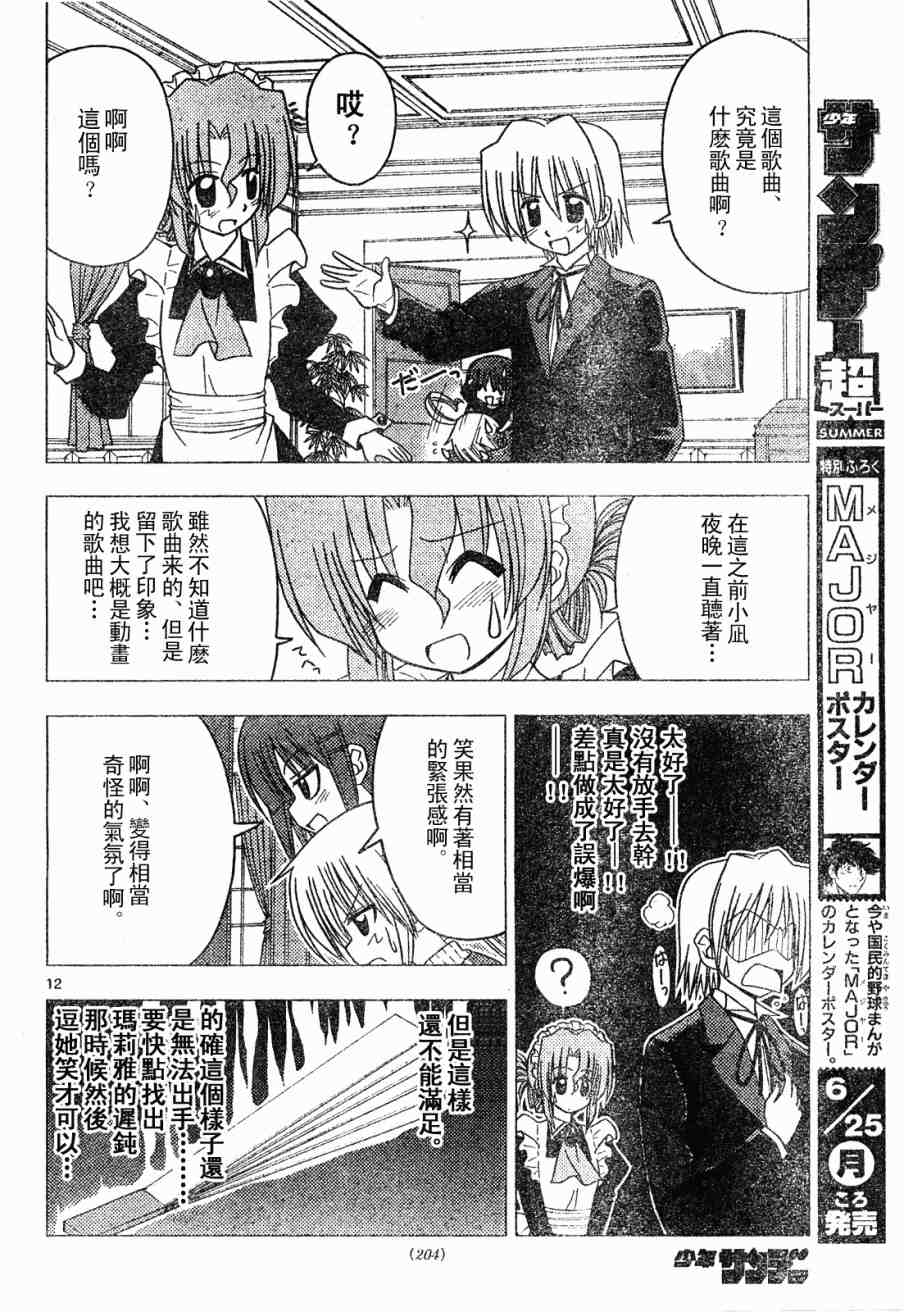 這個歌曲、
究竟是
什麽歌曲啊？
哎？
啊啊
這個嗎？
だーっ
在這之前小凪
夜晚一直聽著…
雖然不知道什麽
歌曲來的、但是
留下了印象…
我想大概是動畫
的歌曲吧…
太好了──!!
沒有放手去幹
真是太好了──!!
差點做成了誤爆啊
──!!
？
笑果然有著相當
的緊張感啊。
啊啊、變得相當
奇怪的氣氛了啊。
12
但是這樣
還不能滿足。
的確這個樣子還
是無法出手……
要快點找出
瑪莉雅的遲鈍
那時候然後
逗她笑才可以…
(204)
少年サンデー
少年
サンデー
超
スーパー
SUMMER
特別ふろく
MAJOR
メジャー
カレンダー
ポスター
今や国民的野球まんが
となった「MAJOR」
のカレンダーポスター。
6/25
月
ごろ
発売